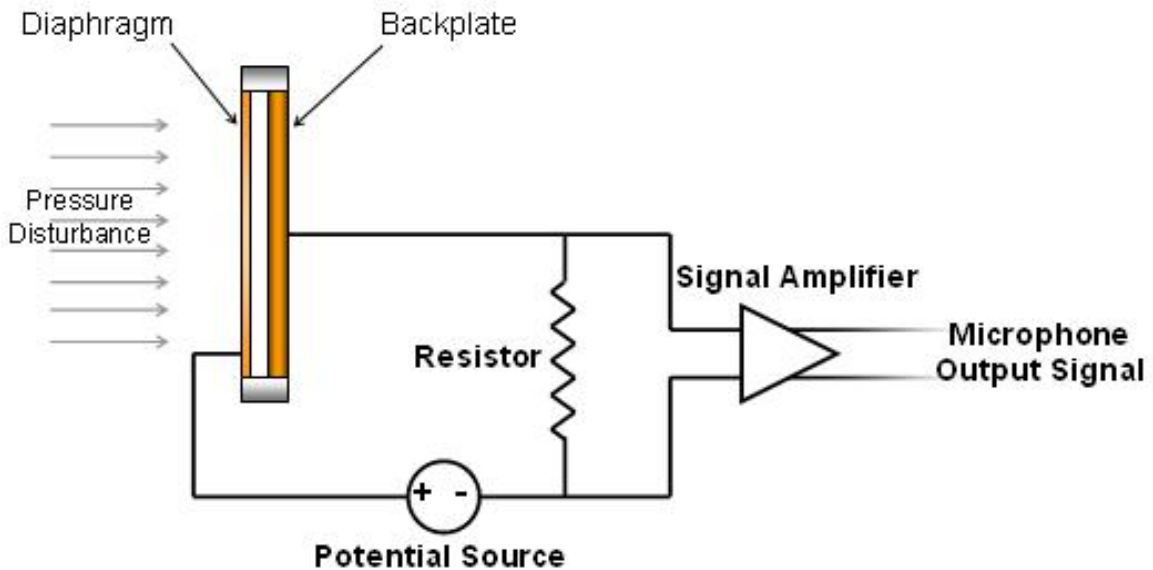 Diaphragm
Backplate
Pressure
Disturbance
Signal Amplifier
Resistor
Microphone
Output Signal
+ -
Potential Source